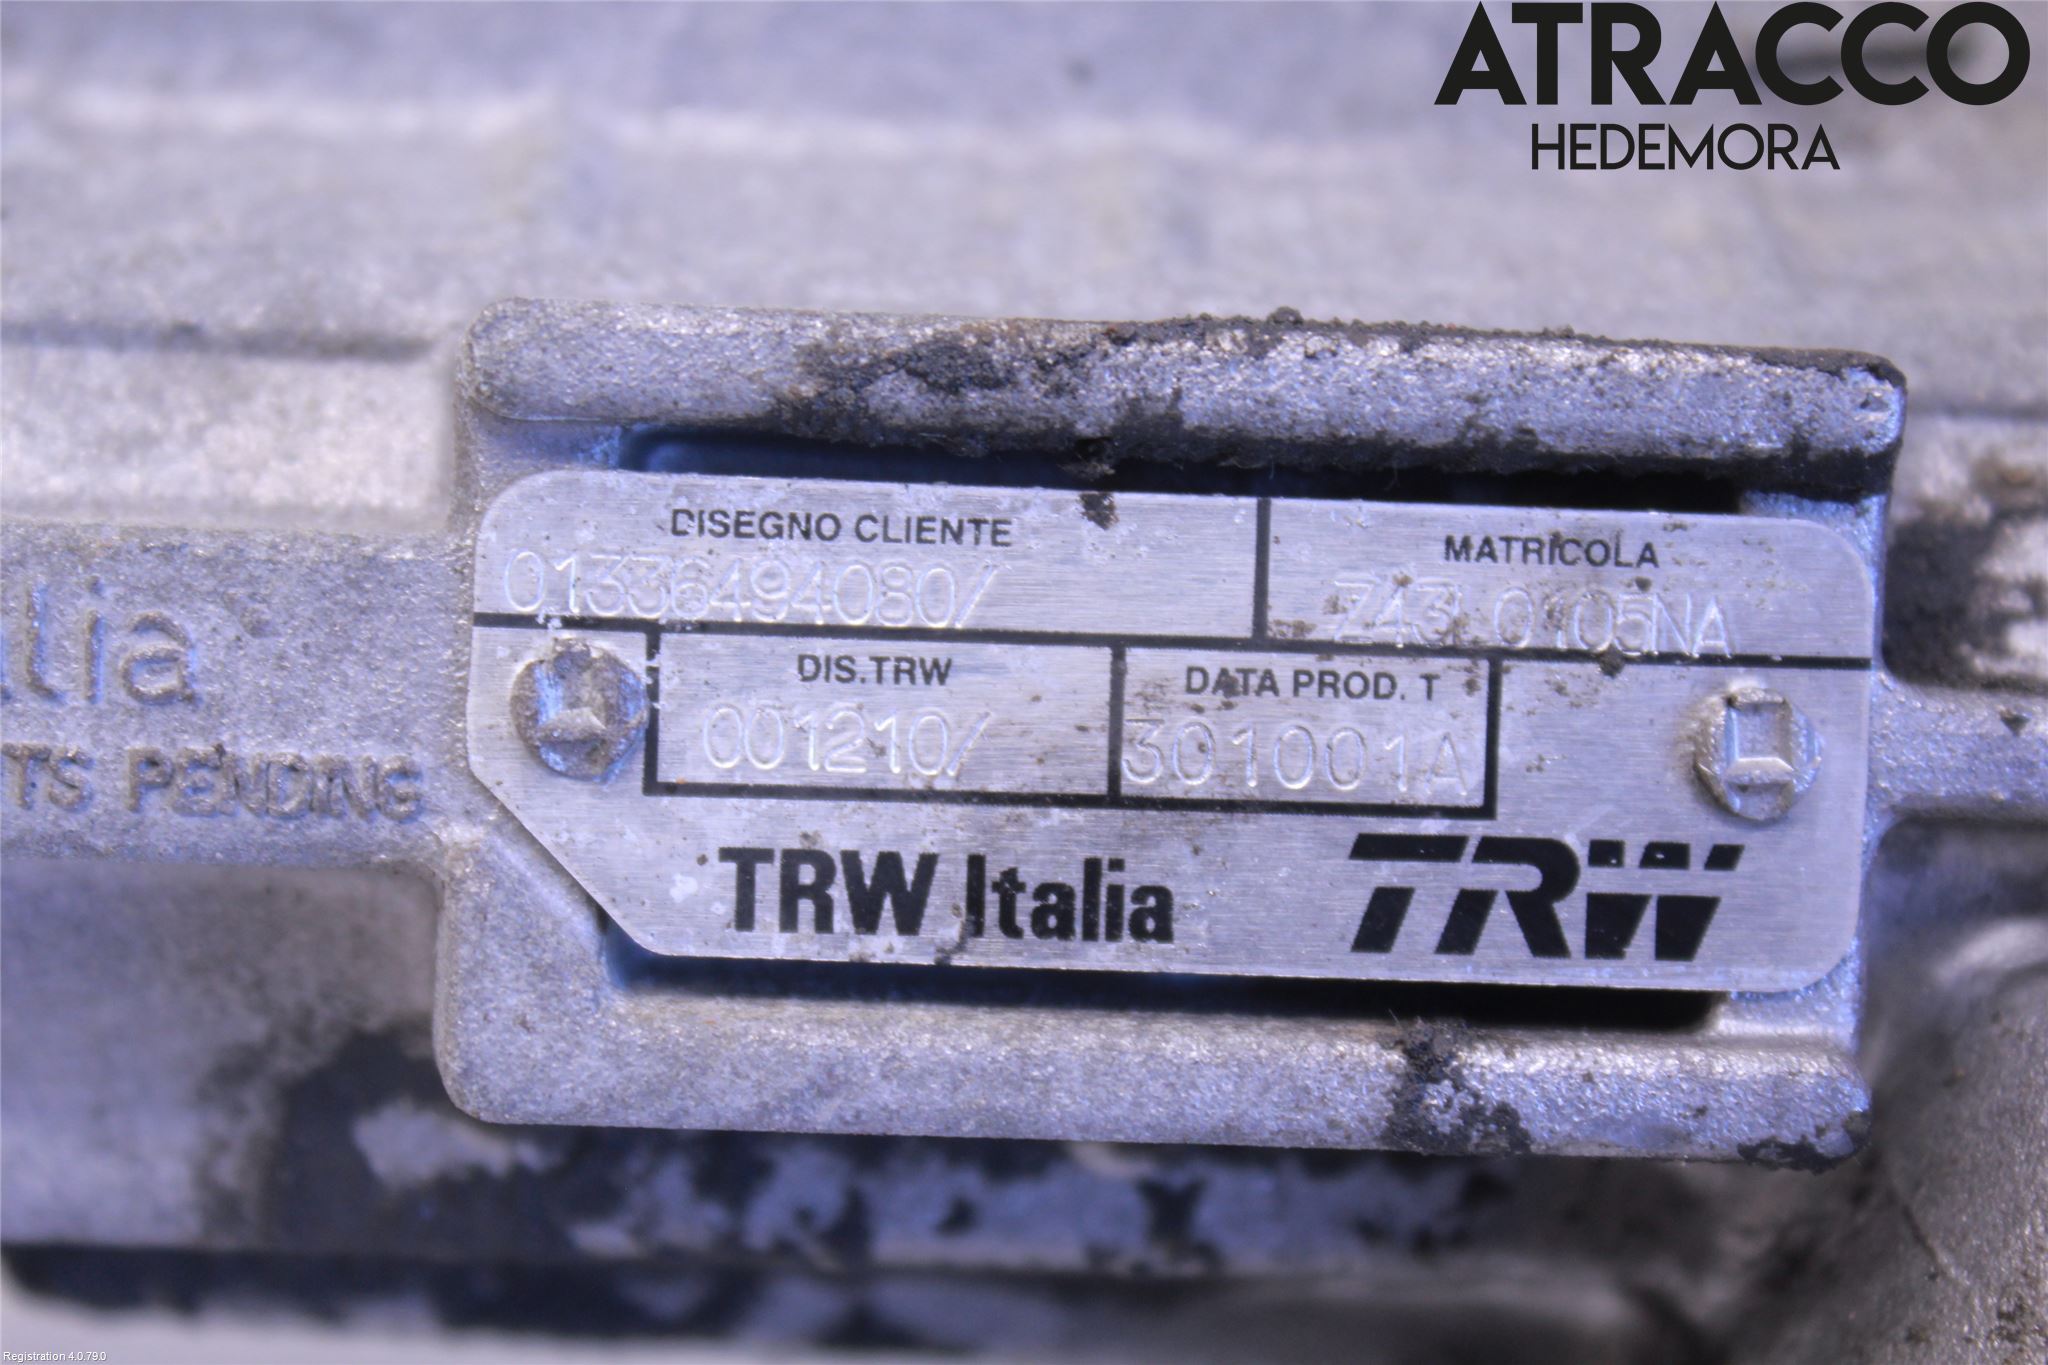 ATRACCO
HEDEMORA
DISEGNO CLIENTE
01336494080/
MATRICOLA
Z43L0105NA
DIS.TRW
001210/
DATA PROD. T
301001A
TRW Italia
TRW
alia
TS PENDING
Registration 4.0.79.0